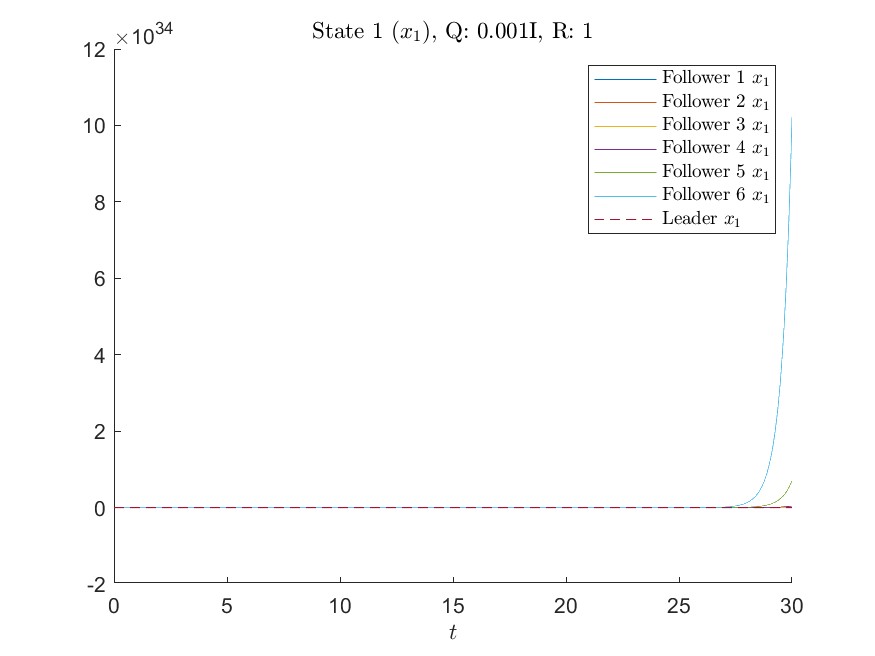 State 1 (x₁), Q: 0.001I, R: 1
×10³⁴
12
10
8
6
4
2
0
-2
Follower 1 x₁
Follower 2 x₁
Follower 3 x₁
Follower 4 x₁
Follower 5 x₁
Follower 6 x₁
Leader x₁
0 5 10 15 20 25 30
t